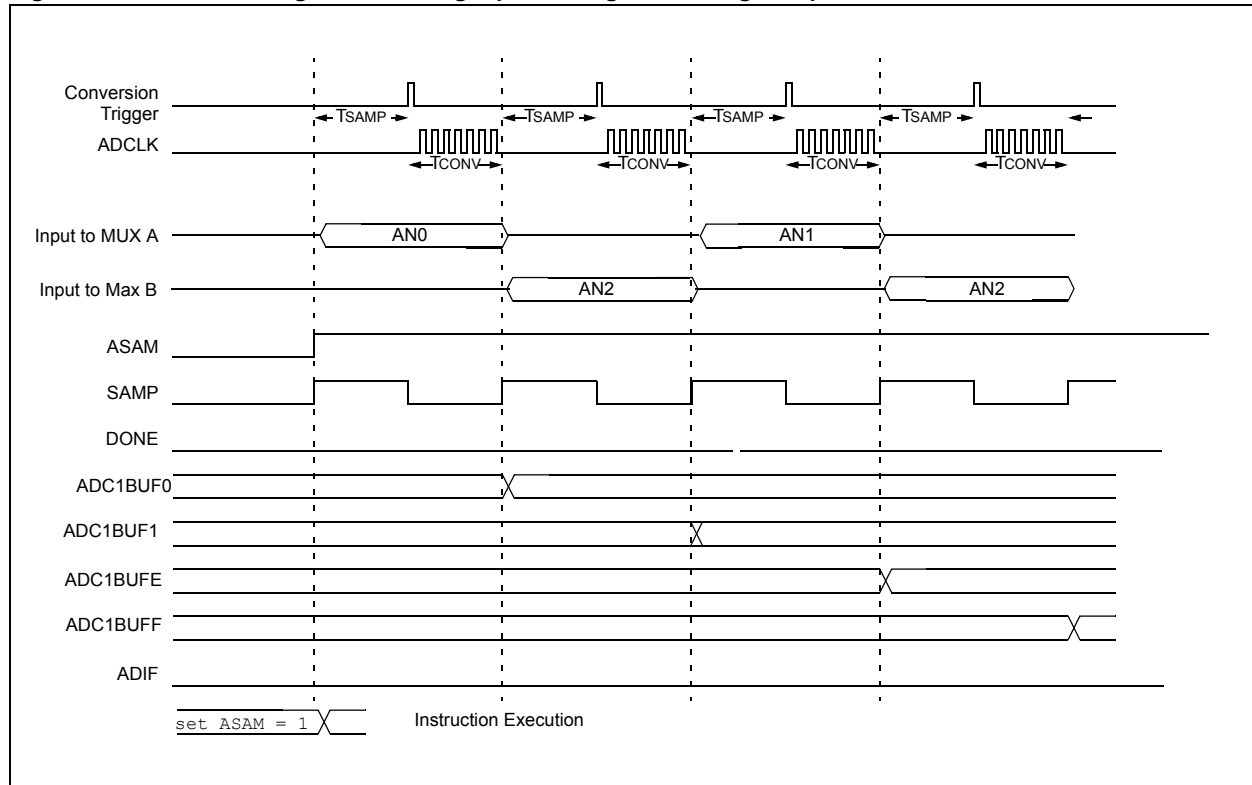 Conversion
Trigger
TSAMP TSAMP TSAMP TSAMP
ADCLK
TCONV TCONV TCONV TCONV
Input to MUX A AN0 AN1
Input to Max B AN2 AN2
ASAM
SAMP
DONE
ADC1BUF0
ADC1BUF1
ADC1BUFE
ADC1BUFF
ADIF
set ASAM = 1 Instruction Execution